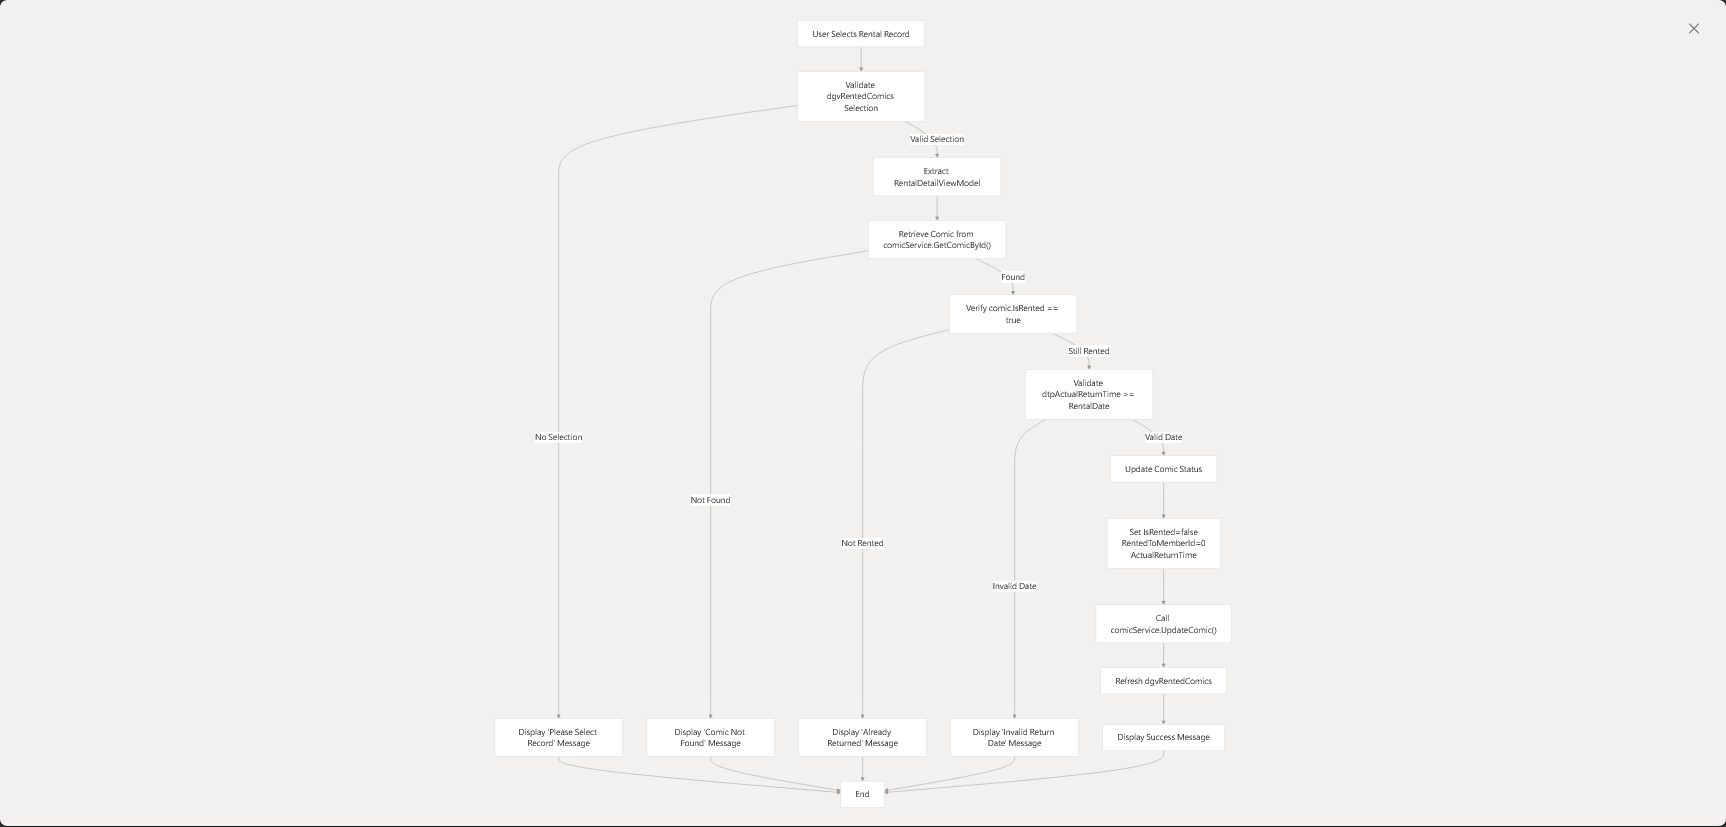 User Selects Rental Record
Validate
dgvRentedComics
Selection
Valid Selection
Extract
RentalDetailViewModel
Retrieve Comic from
comicService.GetComicById()
Found
Verify comic.IsRented ==
true
Still Rented
Validate
dtpActualReturnTime >=
RentalDate
No Selection
Valid Date
Update Comic Status
Not Found
Set IsRented=false
RentedToMemberId=0
ActualReturnTime
Not Rented
Invalid Date
Call
comicService.UpdateComic()
Refresh dgvRentedComics
Display 'Please Select
Record' Message
Display 'Comic Not
Found' Message
Display 'Already
Returned' Message
Display 'Invalid Return
Date' Message
Display Success Message
End